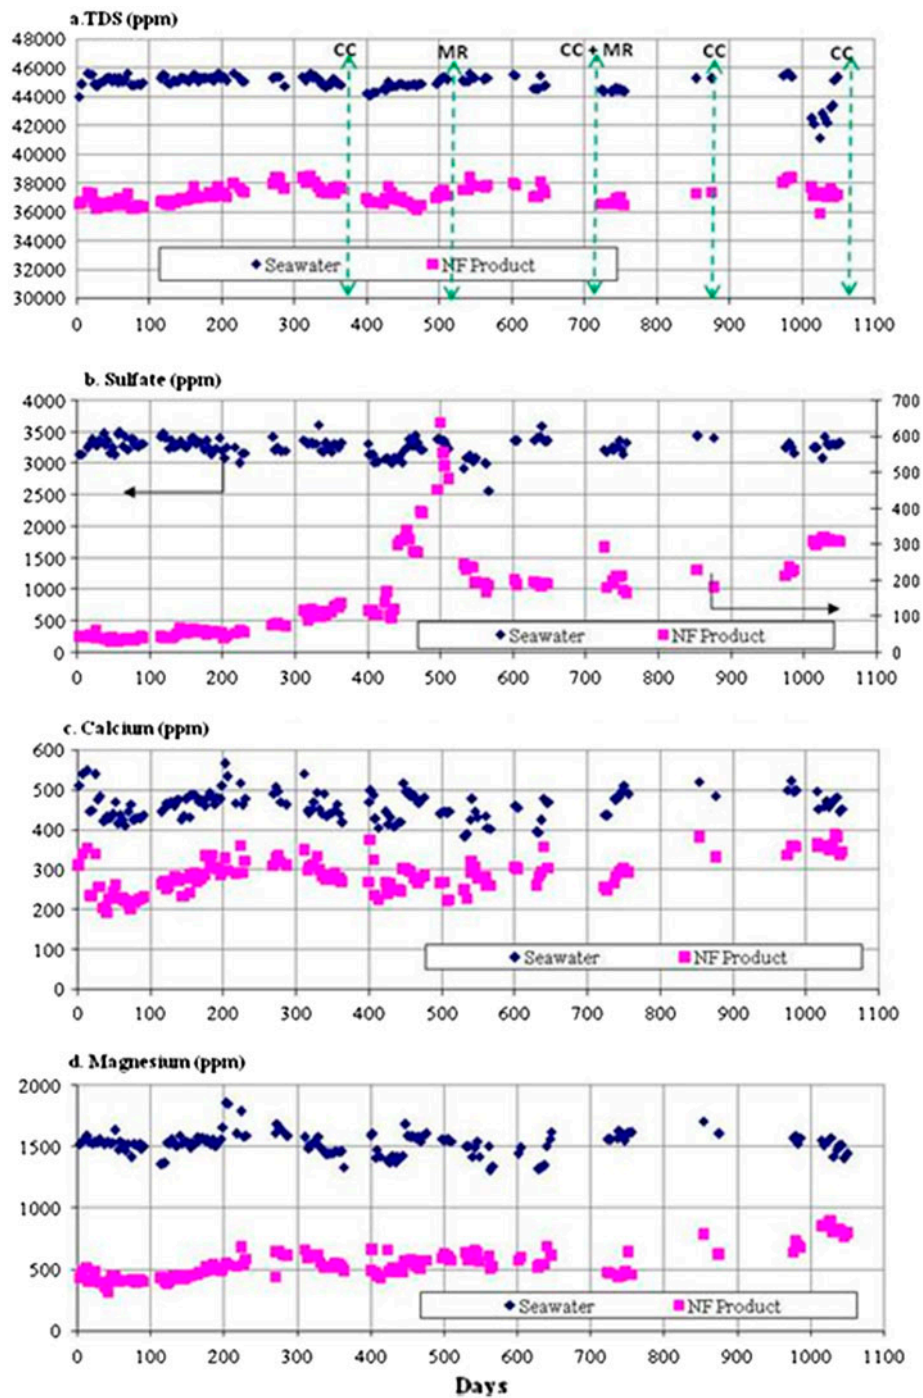 a.TDS (ppm)
CC MR CC + MR CC CC
48000
46000
44000
42000
40000
38000
36000
34000
32000
30000
Seawater NF Product
0 100 200 300 400 500 600 700 800 900 1000 1100
b. Sulfate (ppm)
4000 700
3500 600
3000 500
2500 400
2000 300
1500 200
1000 100
500 0
0
Seawater NF Product
0 100 200 300 400 500 600 700 800 900 1000 1100
c. Calcium (ppm)
600
500
400
300
200
100
0
Seawater NF Product
0 100 200 300 400 500 600 700 800 900 1000 1100
d. Magnesium (ppm)
2000
1500
1000
500
0
Seawater NF Product
0 100 200 300 400 500 600 700 800 900 1000 1100
Days